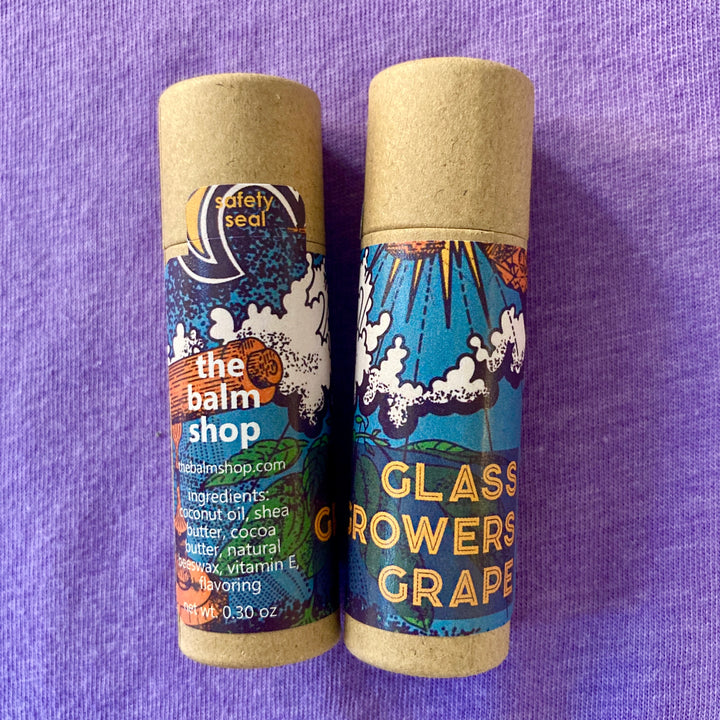 safety
seal
the
balm
shop
thebalmshop.com
ingredients:
coconut oil, shea
butter, cocoa
butter, natural
beeswax, vitamin E,
flavoring
net wt. 0.30 oz
GLASS
GROWERS
GRAPE